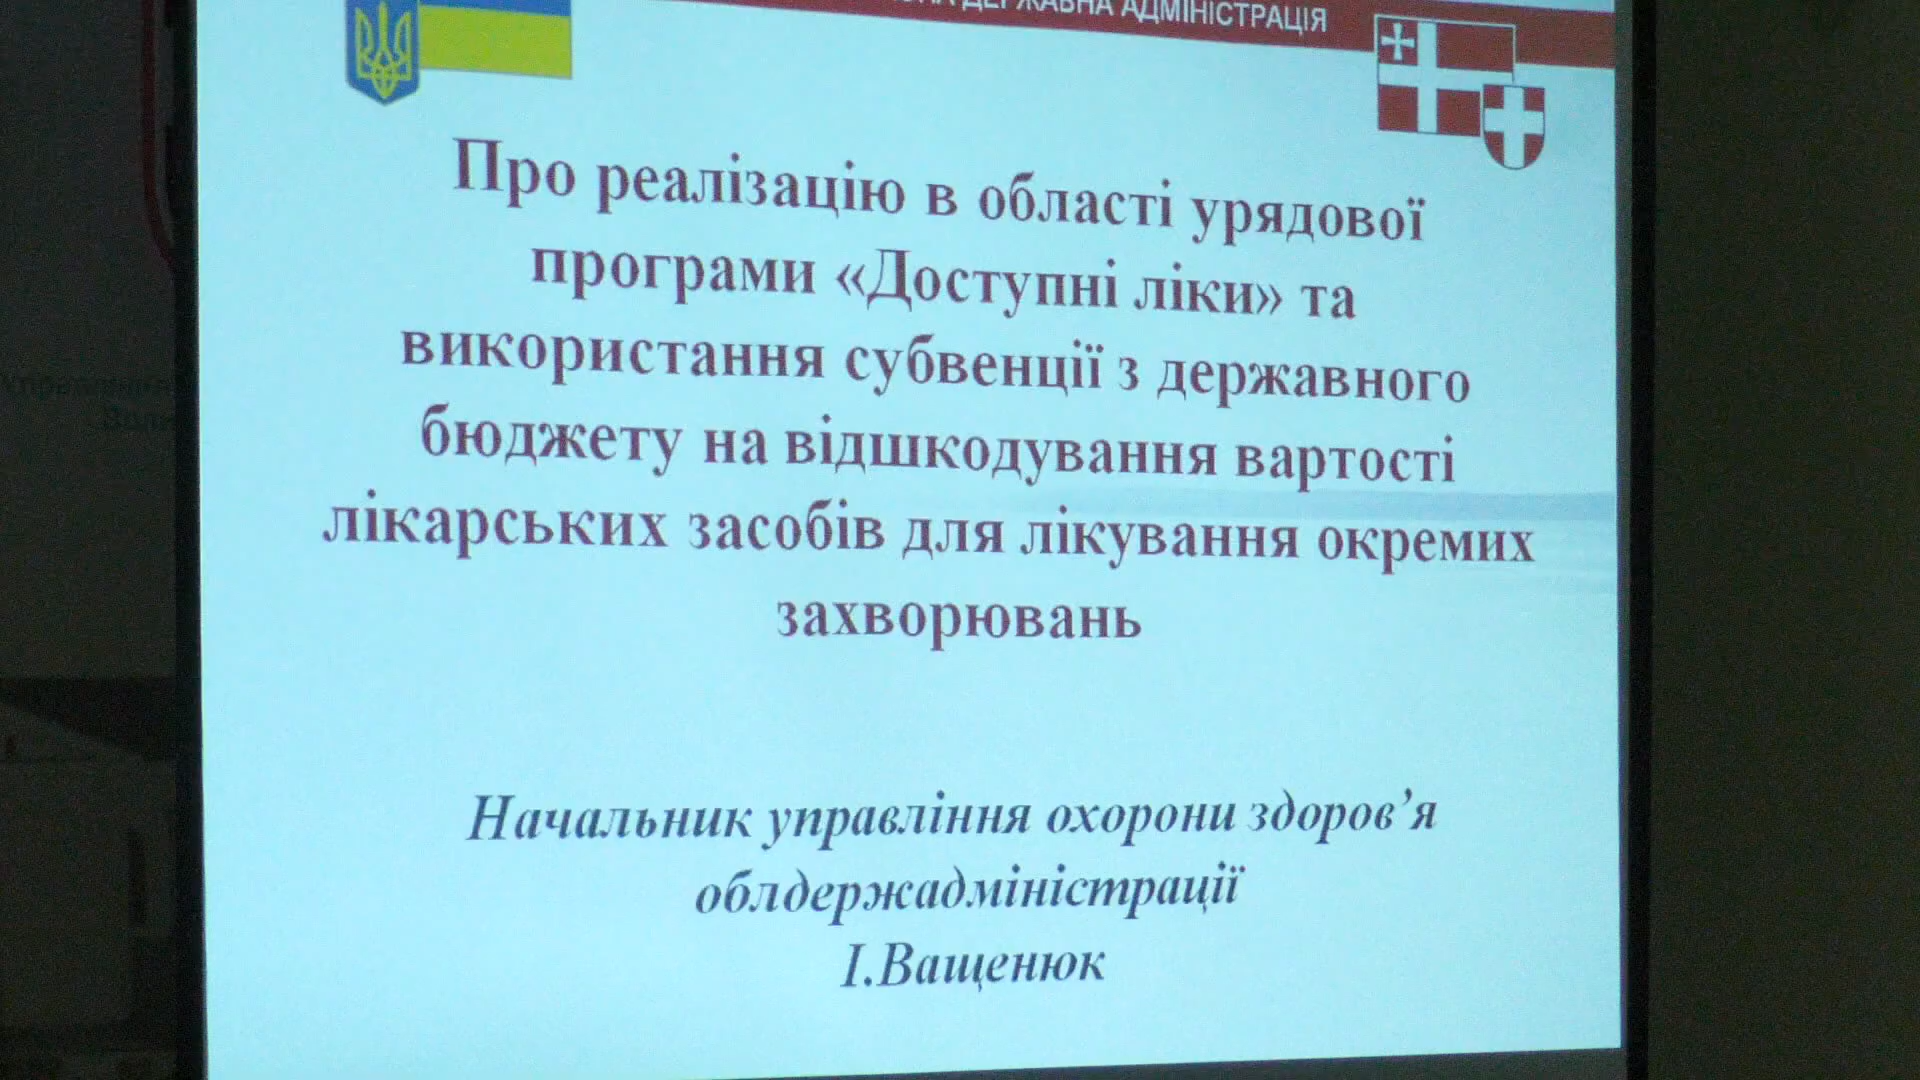 ДЕРЖАВНА АДМІНІСТРАЦІЯ
Про реалізацію в області урядової
програми «Доступні ліки» та
використання субвенції з державного
бюджету на відшкодування вартості
лікарських засобів для лікування окремих
захворювань
Начальник управління охорони здоров’я
облдержадміністрації
І.Ващенюк